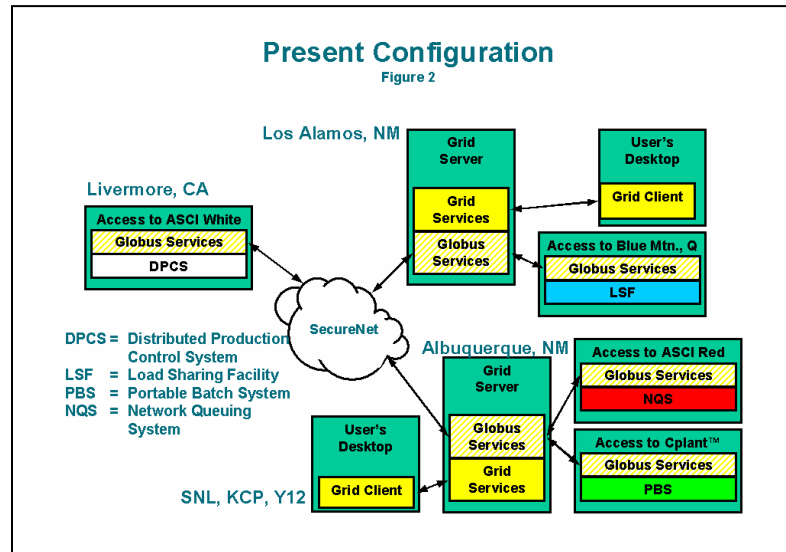 Present Configuration
Figure 2
Los Alamos, NM
Grid
Server
Grid
Services
Globus
Services
User's
Desktop
Grid Client
Access to Blue Mtn., Q
Globus Services
LSF
Livermore, CA
Access to ASCI White
Globus Services
DPCS
SecureNet
DPCS = Distributed Production
Control System
LSF = Load Sharing Facility
PBS = Portable Batch System
NQS = Network Queuing
System
Albuquerque, NM
Grid
Server
Globus
Services
Grid
Services
Access to ASCI Red
Globus Services
NQS
Access to Cplant™
Globus Services
PBS
User's
Desktop
Grid Client
SNL, KCP, Y12